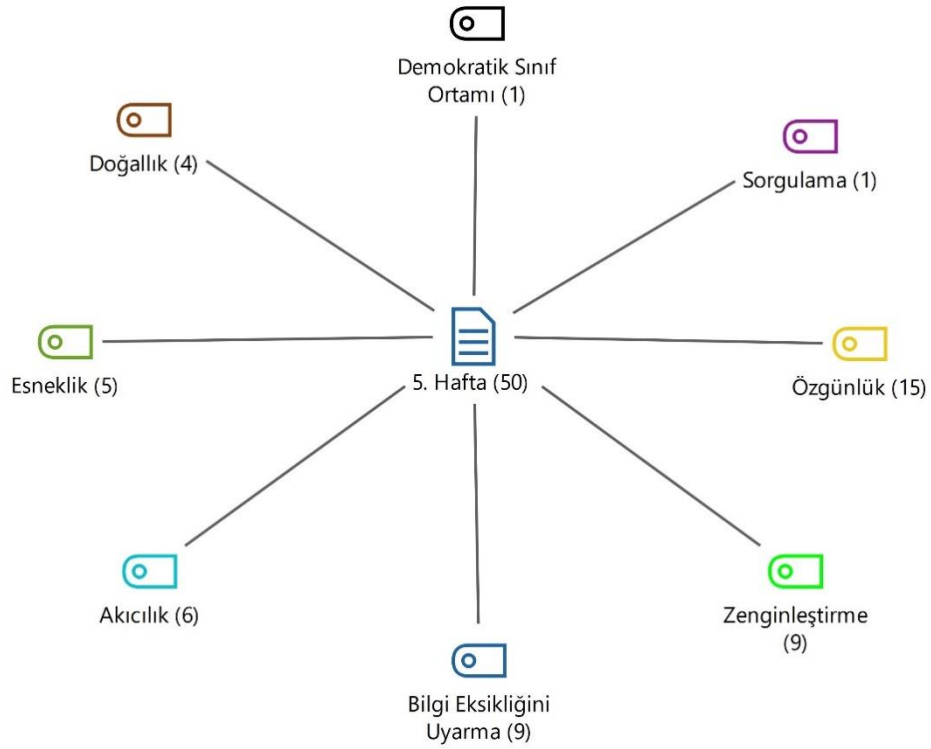 Demokratik Sınıf
Ortamı (1)
Doğallık (4)
Sorgulama (1)
Esneklik (5)
5. Hafta (50)
Özgünlük (15)
Akıcılık (6)
Zenginleştirme
(9)
Bilgi Eksikliğini
Uyarma (9)